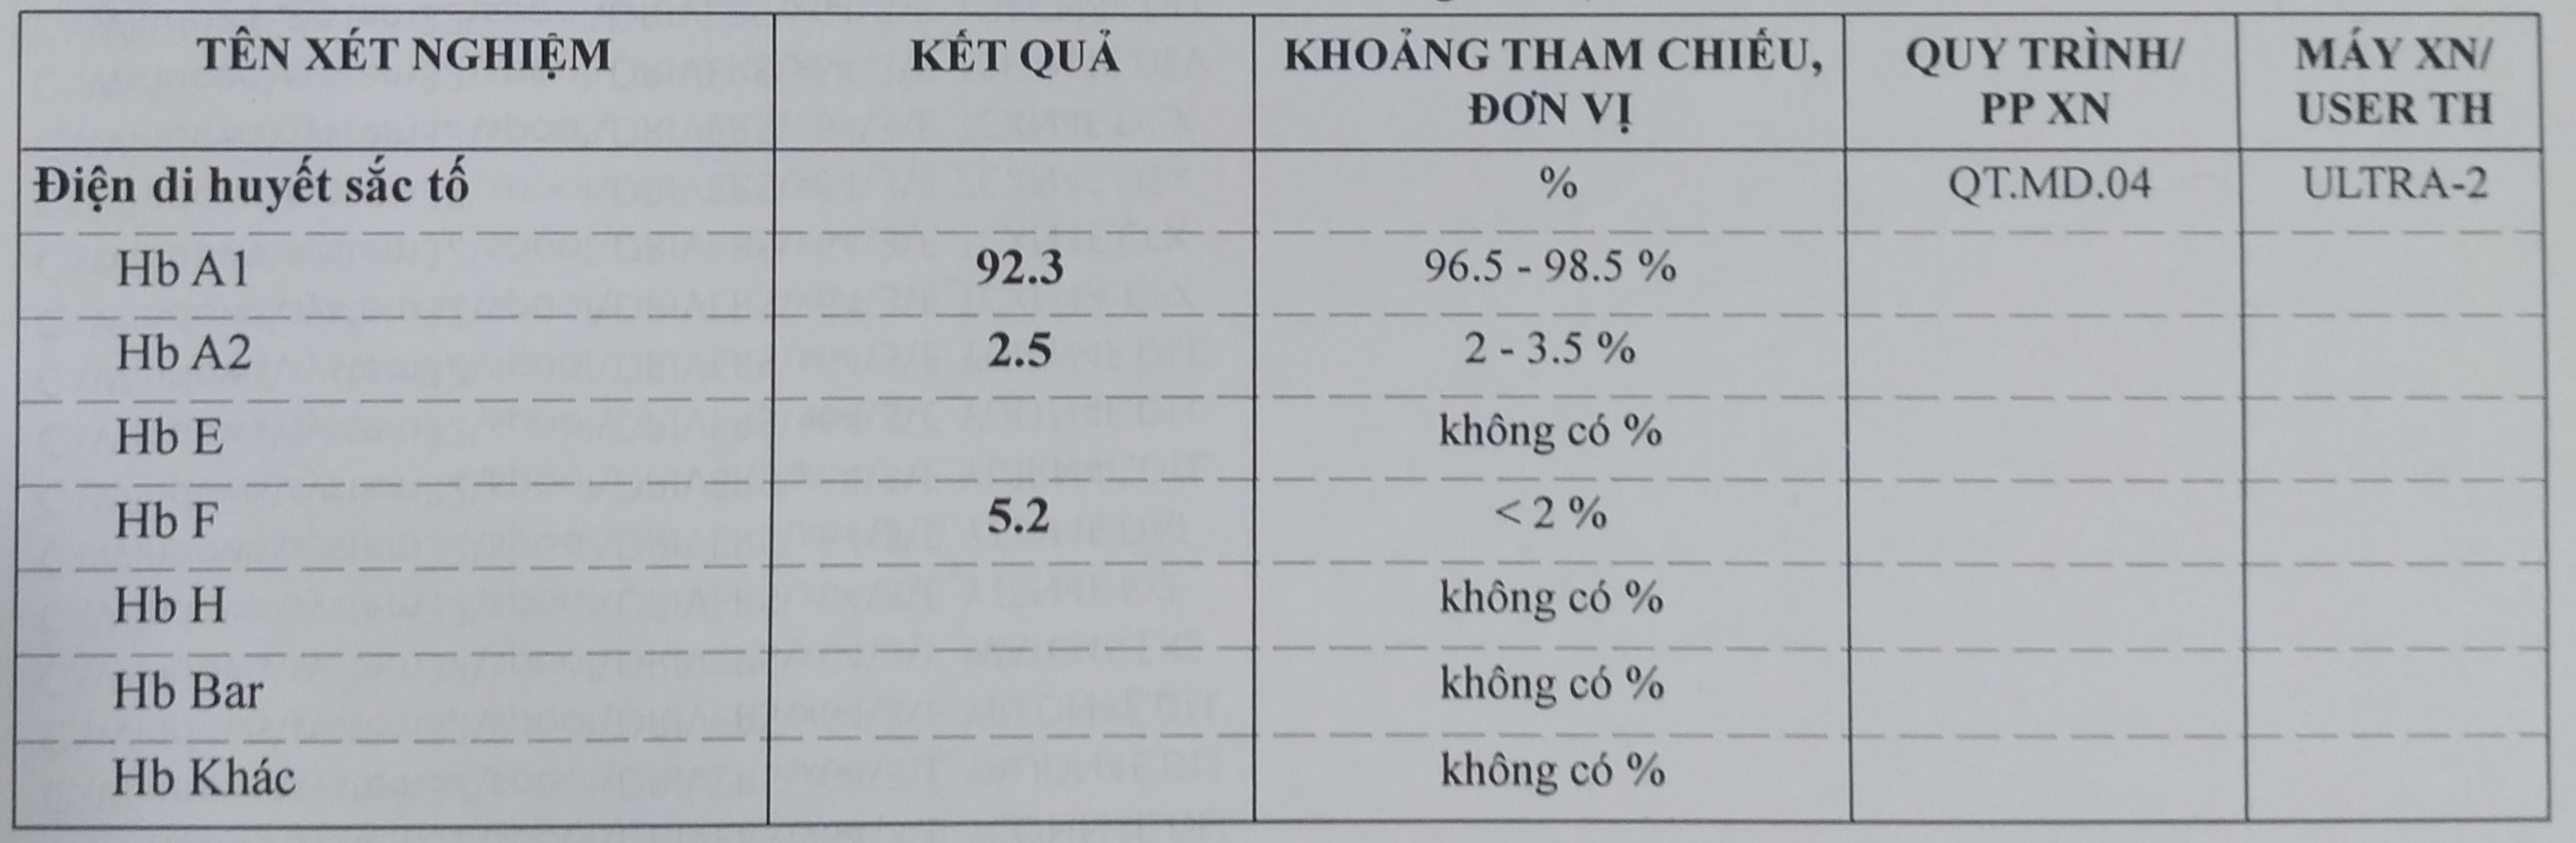 TÊN XÉT NGHIỆM KẾT QUẢ KHOẢNG THAM CHIẾU, ĐƠN VỊ QUY TRÌNH/ PP XN MÁY XN/ USER TH
Điện di huyết sắc tố % QT.MD.04 ULTRA-2
Hb A1 92.3 96.5 - 98.5 %
Hb A2 2.5 2 - 3.5 %
Hb E không có %
Hb F 5.2 < 2 %
Hb H không có %
Hb Bar không có %
Hb Khác không có %